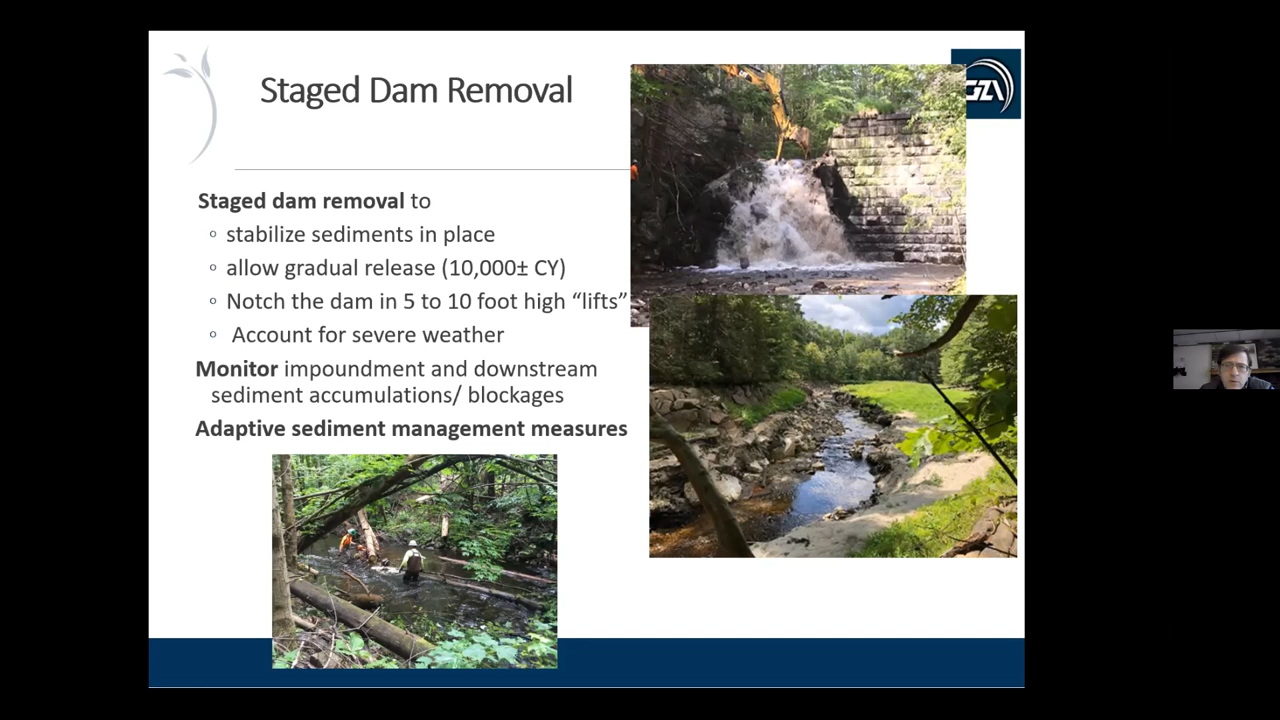 Staged Dam Removal
GZA
Staged dam removal to
○ stabilize sediments in place
○ allow gradual release (10,000± CY)
○ Notch the dam in 5 to 10 foot high “lifts”
○ Account for severe weather
Monitor impoundment and downstream
sediment accumulations/ blockages
Adaptive sediment management measures